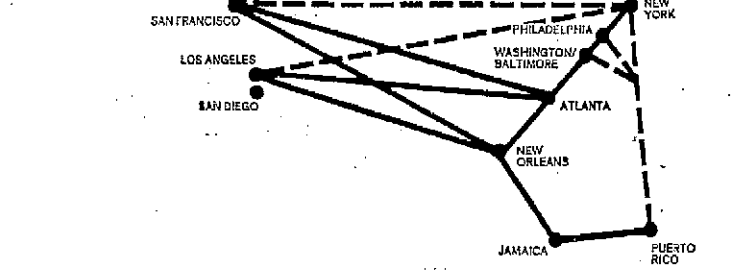 NEW
YORK
SAN FRANCISCO
PHILADELPHIA
WASHINGTON/
BALTIMORE
LOS ANGELES
SAN DIEGO
ATLANTA
NEW
ORLEANS
JAMAICA
PUERTO
RICO